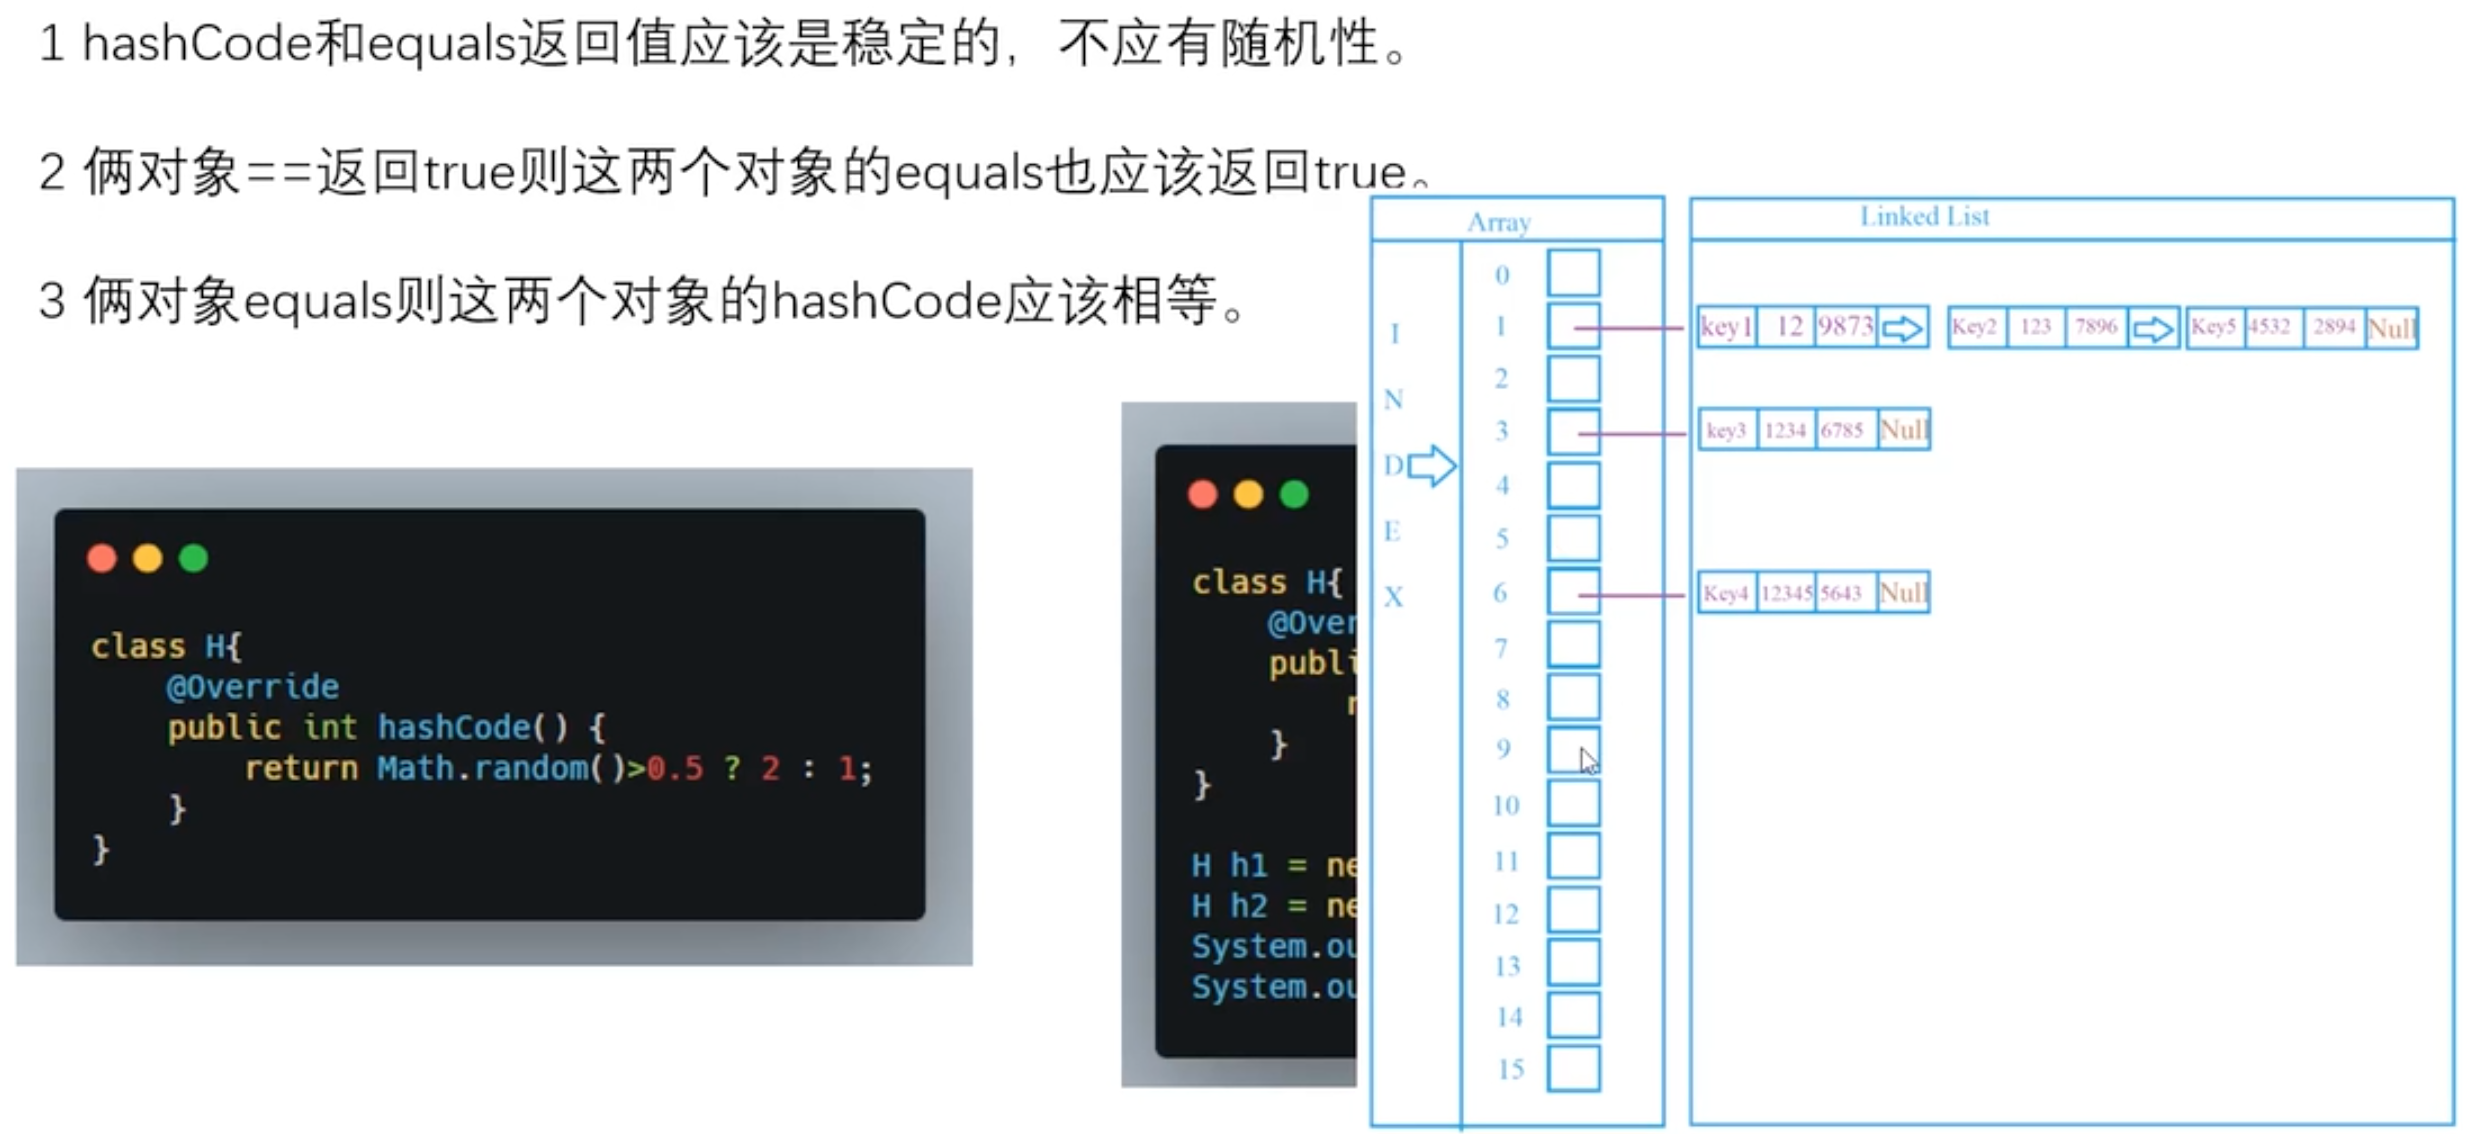 1 hashCode和equals返回值应该是稳定的，不应有随机性。
2 俩对象==返回true则这两个对象的equals也应该返回true。
3 俩对象equals则这两个对象的hashCode应该相等。
class H{
@Override
public int hashCode() {
return Math.random()>0.5 ? 2 : 1;
}
}
class H{
@Over
publi
}
}
H h1 = ne
H h2 = ne
System.ou
System.ou
Array
INDEX
0
1
2
3
4
5
6
7
8
9
10
11
12
13
14
15
Linked List
key1 12 9873 Key2 123 7896 Key5 4532 2894 Null
key3 1234 6785 Null
Key4 12345 5643 Null